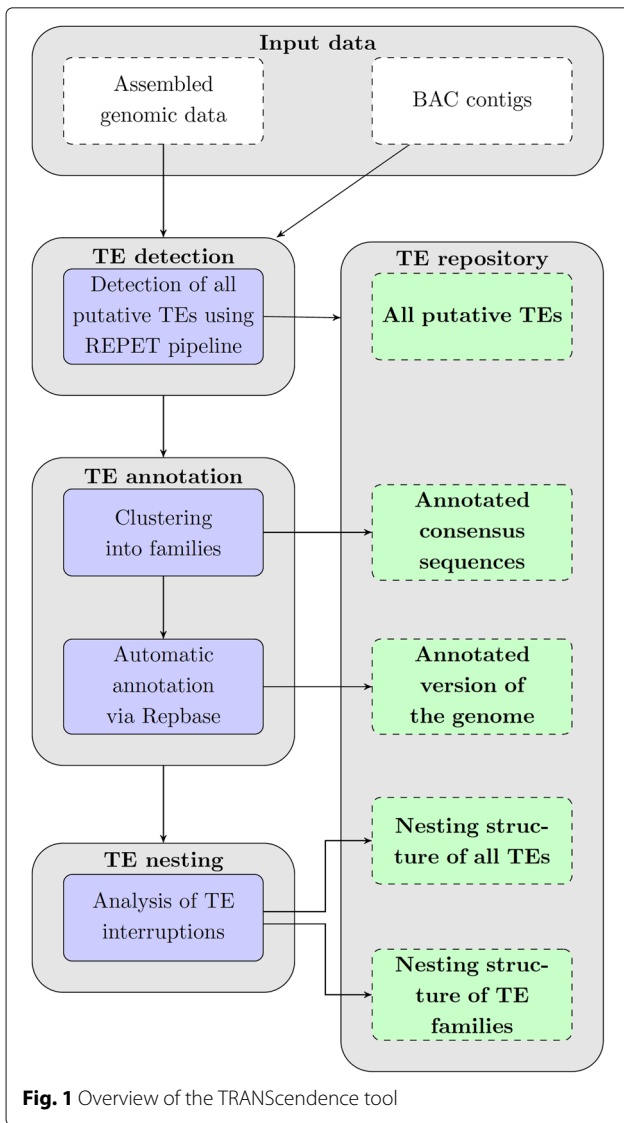 Input data
Assembled
genomic data
BAC contigs
TE detection
Detection of all
putative TEs using
REPET pipeline
TE repository
All putative TEs
TE annotation
Clustering
into families
Annotated
consensus
sequences
Automatic
annotation
via Repbase
Annotated
version of
the genome
TE nesting
Analysis of TE
interruptions
Nesting struc-
ture of all TEs
Nesting struc-
ture of TE
families
Fig. 1 Overview of the TRANScendence tool